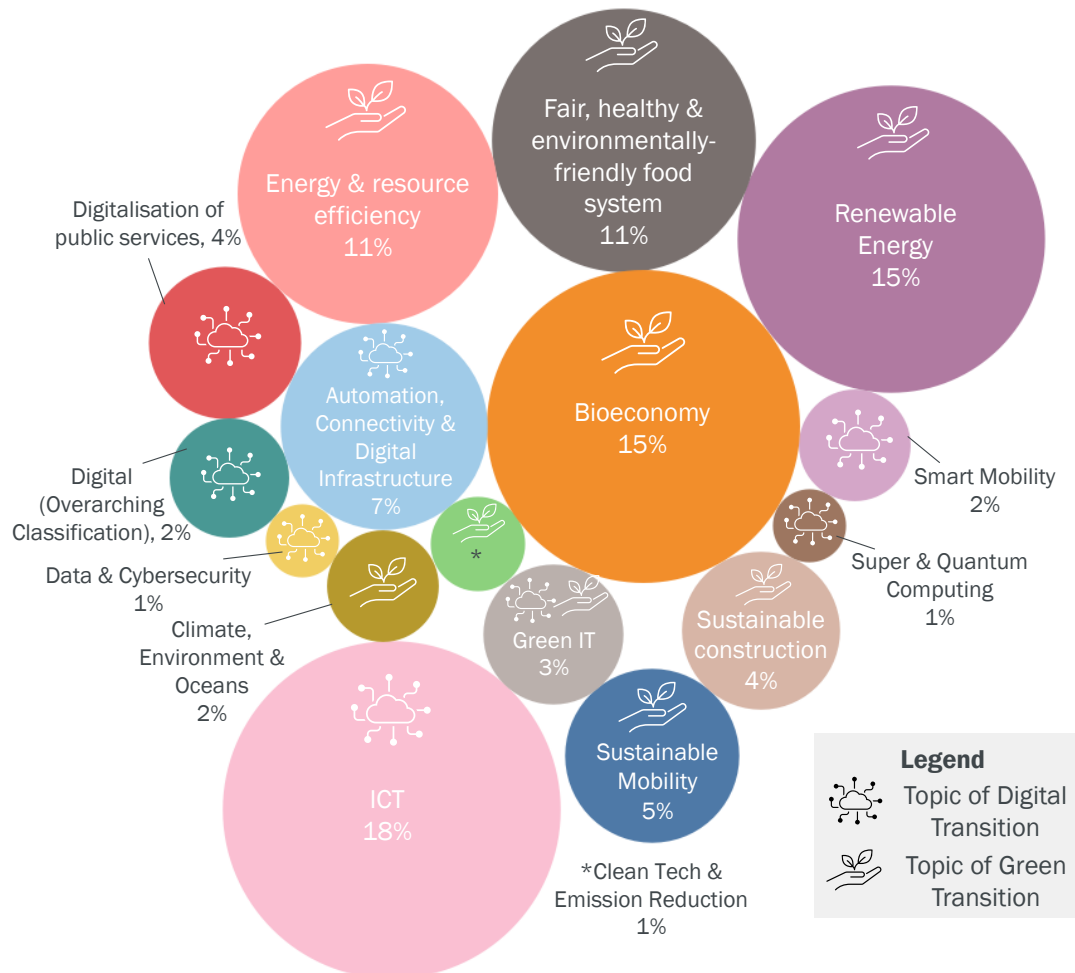 Fair, healthy &
environmentally-
friendly food
system
11%
Energy & resource
efficiency
11%
Renewable
Energy
15%
Digitalisation of
public services, 4%
Automation,
Connectivity &
Digital
Infrastructure
7%
Bioeconomy
15%
Smart Mobility
2%
Digital
(Overarching
Classification), 2%
Data & Cybersecurity
1%
*
Super & Quantum
Computing
1%
Climate,
Environment &
Oceans
2%
Green IT
3%
Sustainable
construction
4%
ICT
18%
Sustainable
Mobility
5%
*Clean Tech &
Emission Reduction
1%
Legend
Topic of Digital
Transition
Topic of Green
Transition